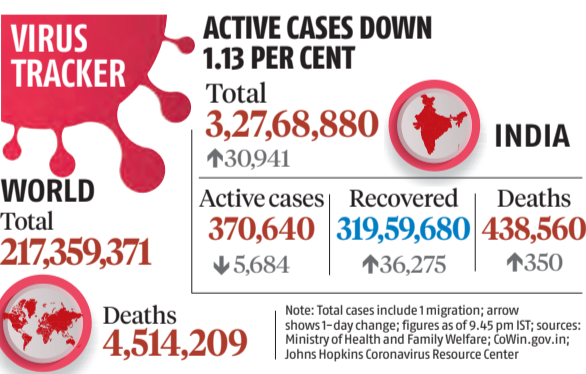 VIRUS
TRACKER
ACTIVE CASES DOWN
1.13 PER CENT
Total
3,27,68,880
↑30,941
INDIA
Active cases
370,640
↓5,684
Recovered
319,59,680
↑36,275
Deaths
438,560
↑350
WORLD
Total
217,359,371
Deaths
4,514,209
Note: Total cases include 1 migration; arrow
shows 1-day change; figures as of 9.45 pm IST; sources:
Ministry of Health and Family Welfare; CoWin.gov.in;
Johns Hopkins Coronavirus Resource Center